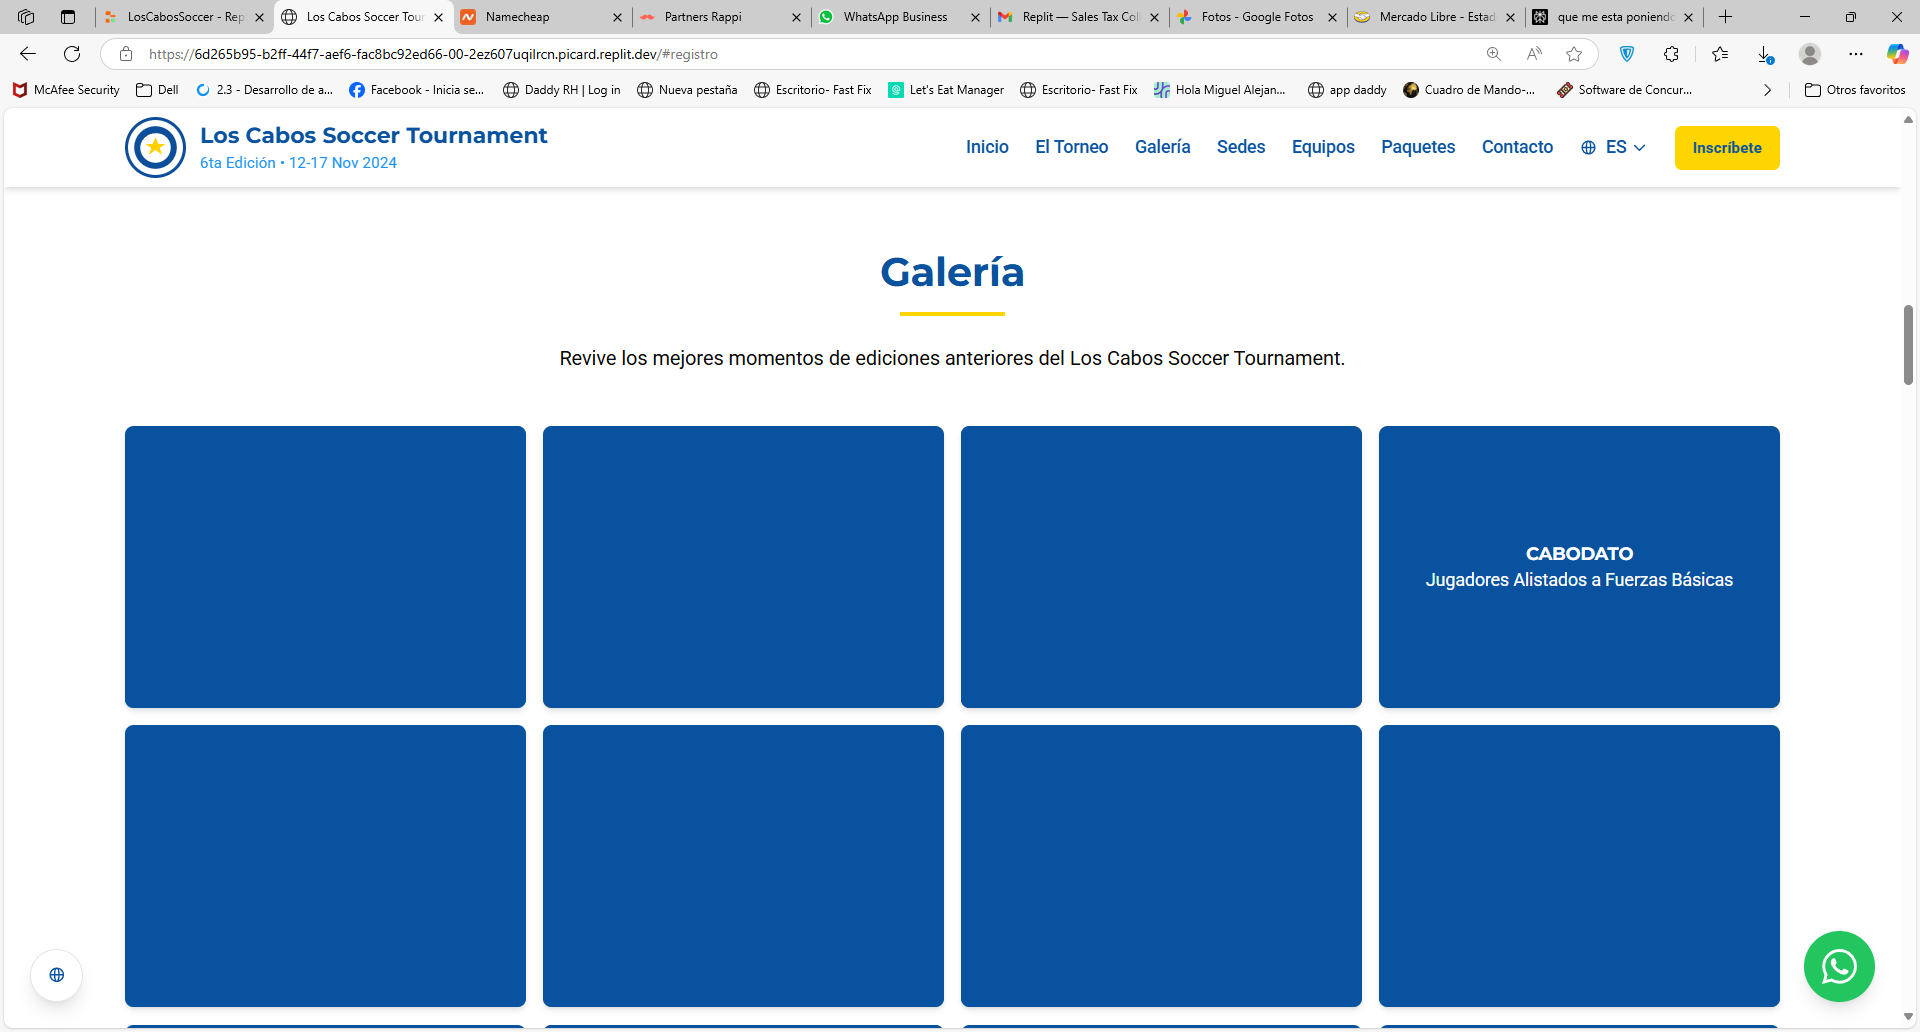 LosCabosSoccer - Rep
Los Cabos Soccer Tour
Namecheap
Partners Rappi
WhatsApp Business
Replit — Sales Tax Coll
Fotos - Google Fotos
Mercado Libre - Estad
que me esta poniendo
https://6d265b95-b2ff-44f7-aef6-fac8bc92ed66-00-2ez607uqilrcn.picard.replit.dev/#registro
McAfee Security
Dell
2.3 - Desarrollo de a...
Facebook - Inicia se...
Daddy RH | Log in
Nueva pestaña
Escritorio- Fast Fix
Let's Eat Manager
Escritorio- Fast Fix
Hola Miguel Alejan...
app daddy
Cuadro de Mando-...
Software de Concur...
Otros favoritos
Los Cabos Soccer Tournament
6ta Edición • 12-17 Nov 2024
Inicio
El Torneo
Galería
Sedes
Equipos
Paquetes
Contacto
ES
Inscríbete
Galería
Revive los mejores momentos de ediciones anteriores del Los Cabos Soccer Tournament.
CABODATO
Jugadores Alistados a Fuerzas Básicas